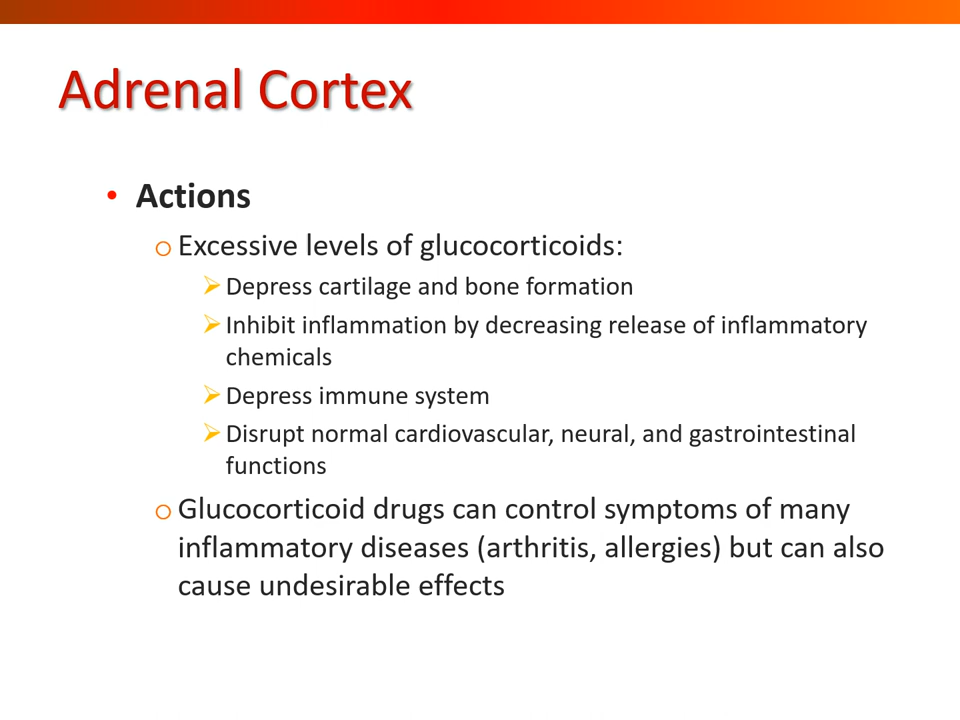 Adrenal Cortex
• Actions
o Excessive levels of glucocorticoids:
➢ Depress cartilage and bone formation
➢ Inhibit inflammation by decreasing release of inflammatory
chemicals
➢ Depress immune system
➢ Disrupt normal cardiovascular, neural, and gastrointestinal
functions
o Glucocorticoid drugs can control symptoms of many
inflammatory diseases (arthritis, allergies) but can also
cause undesirable effects